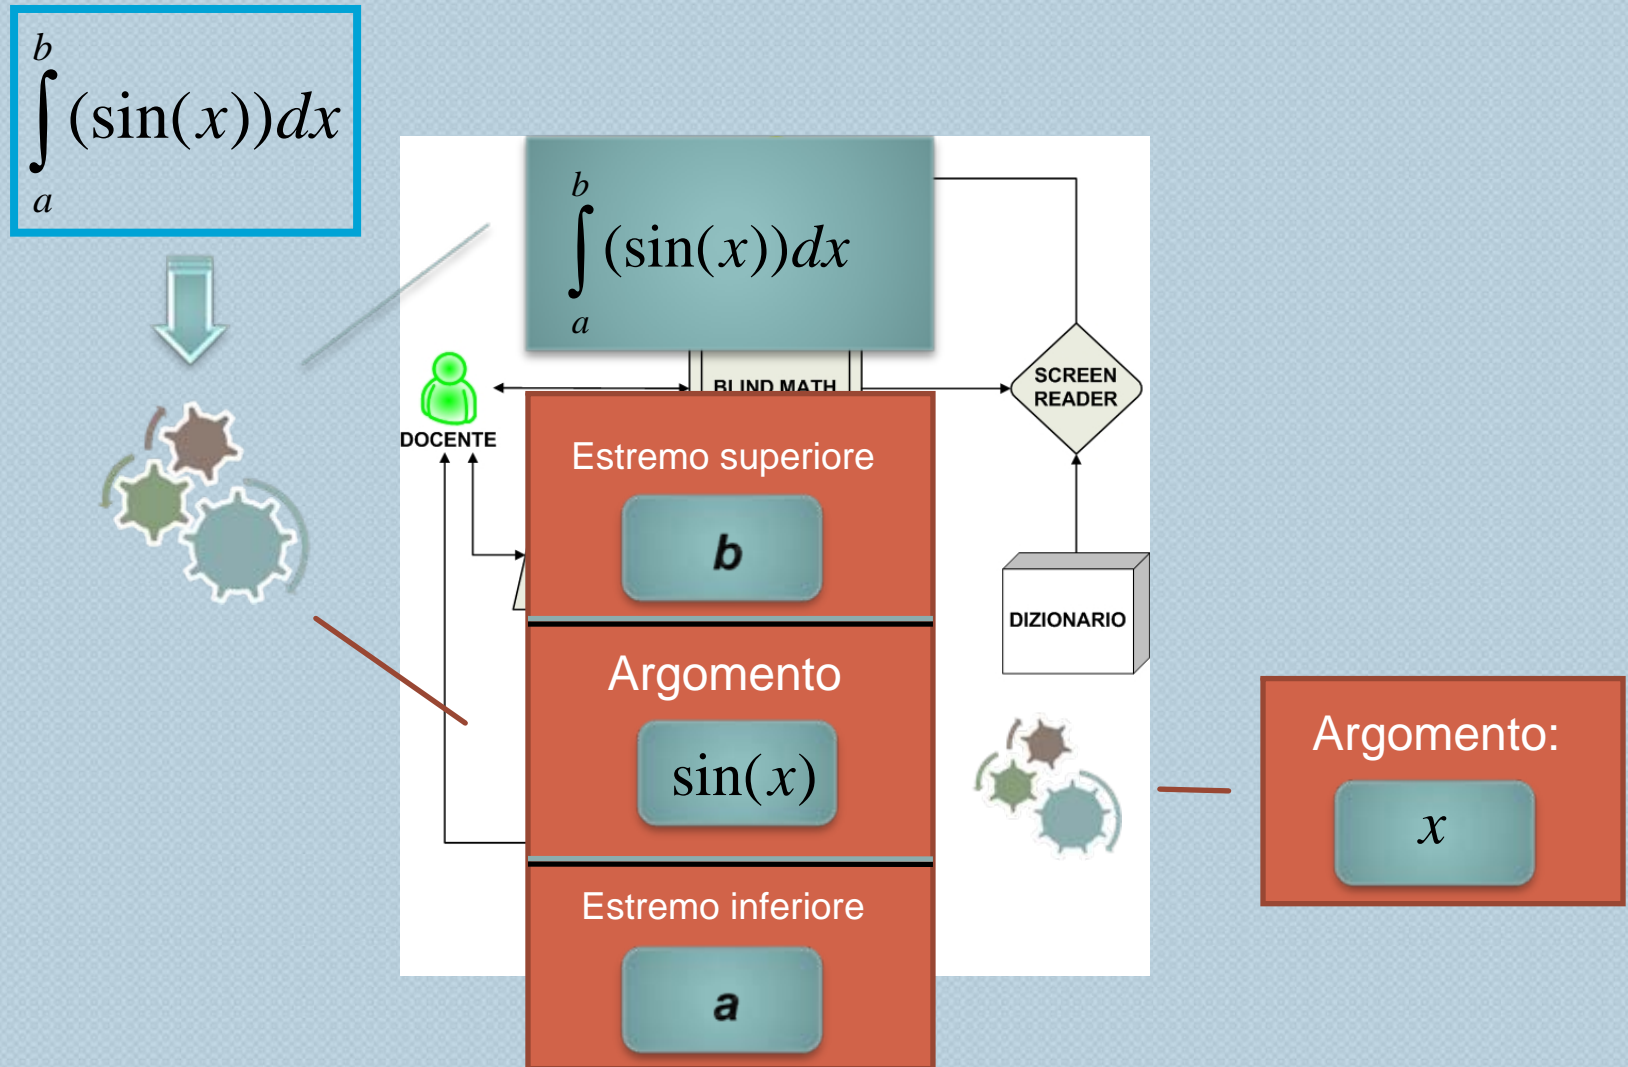 b
∫(sin(x))dx
a
b
∫(sin(x))dx
a
BLIND MATH
SCREEN
READER
DOCENTE
Estremo superiore
b
DIZIONARIO
Argomento
sin(x)
Argomento:
x
Estremo inferiore
a